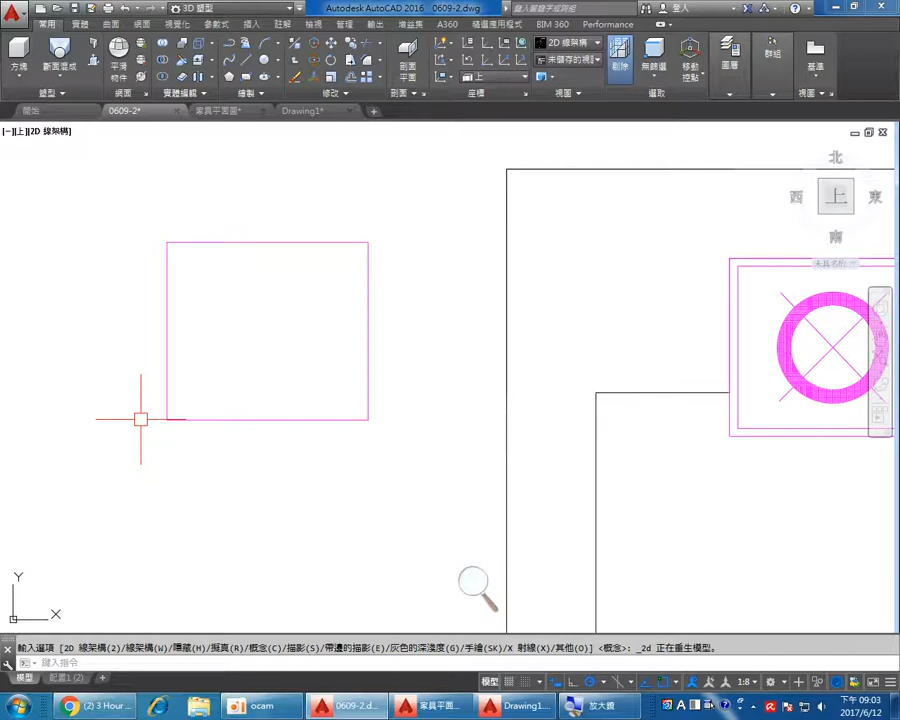 3D 塑型
Autodesk AutoCAD 2016 0609-2.dwg
鍵入關鍵字或片語
登入
常用 實體 曲面 網面 視覺化 參數式 插入 註解 檢視 管理 輸出 增益集 A360 精選應用程式 BIM 360 Performance
方塊
擠出
平滑
物件
剖面
平面
2D 線架構
未儲存的視
上
剔除
無篩選
移動
控點
圖層
群組
基準
塑型 網面 實體編輯 繪製 修改 剖面 座標 視圖 選取 視圖
開始 0609-2* 家具平面圖* Drawing1*
[−][上][2D 線架構]
北
西 上 東
南
Y
X
輸入選項 [2D 線架構(2)/線架構(W)/隱藏(H)/擬真(R)/概念(C)/描影(S)/帶邊的描影(E)/灰色的深淺度(G)/手繪(SK)/X 射線(X)/其他(O)] <概念>: _2d 正在重生模型。
鍵入指令
模型 配置1 (2)
模型 1:8
(2) 3 Hour ... ocam 0609-2.d... 家具平面... Drawing1.... 放大鏡
下午 09:03
2017/6/12